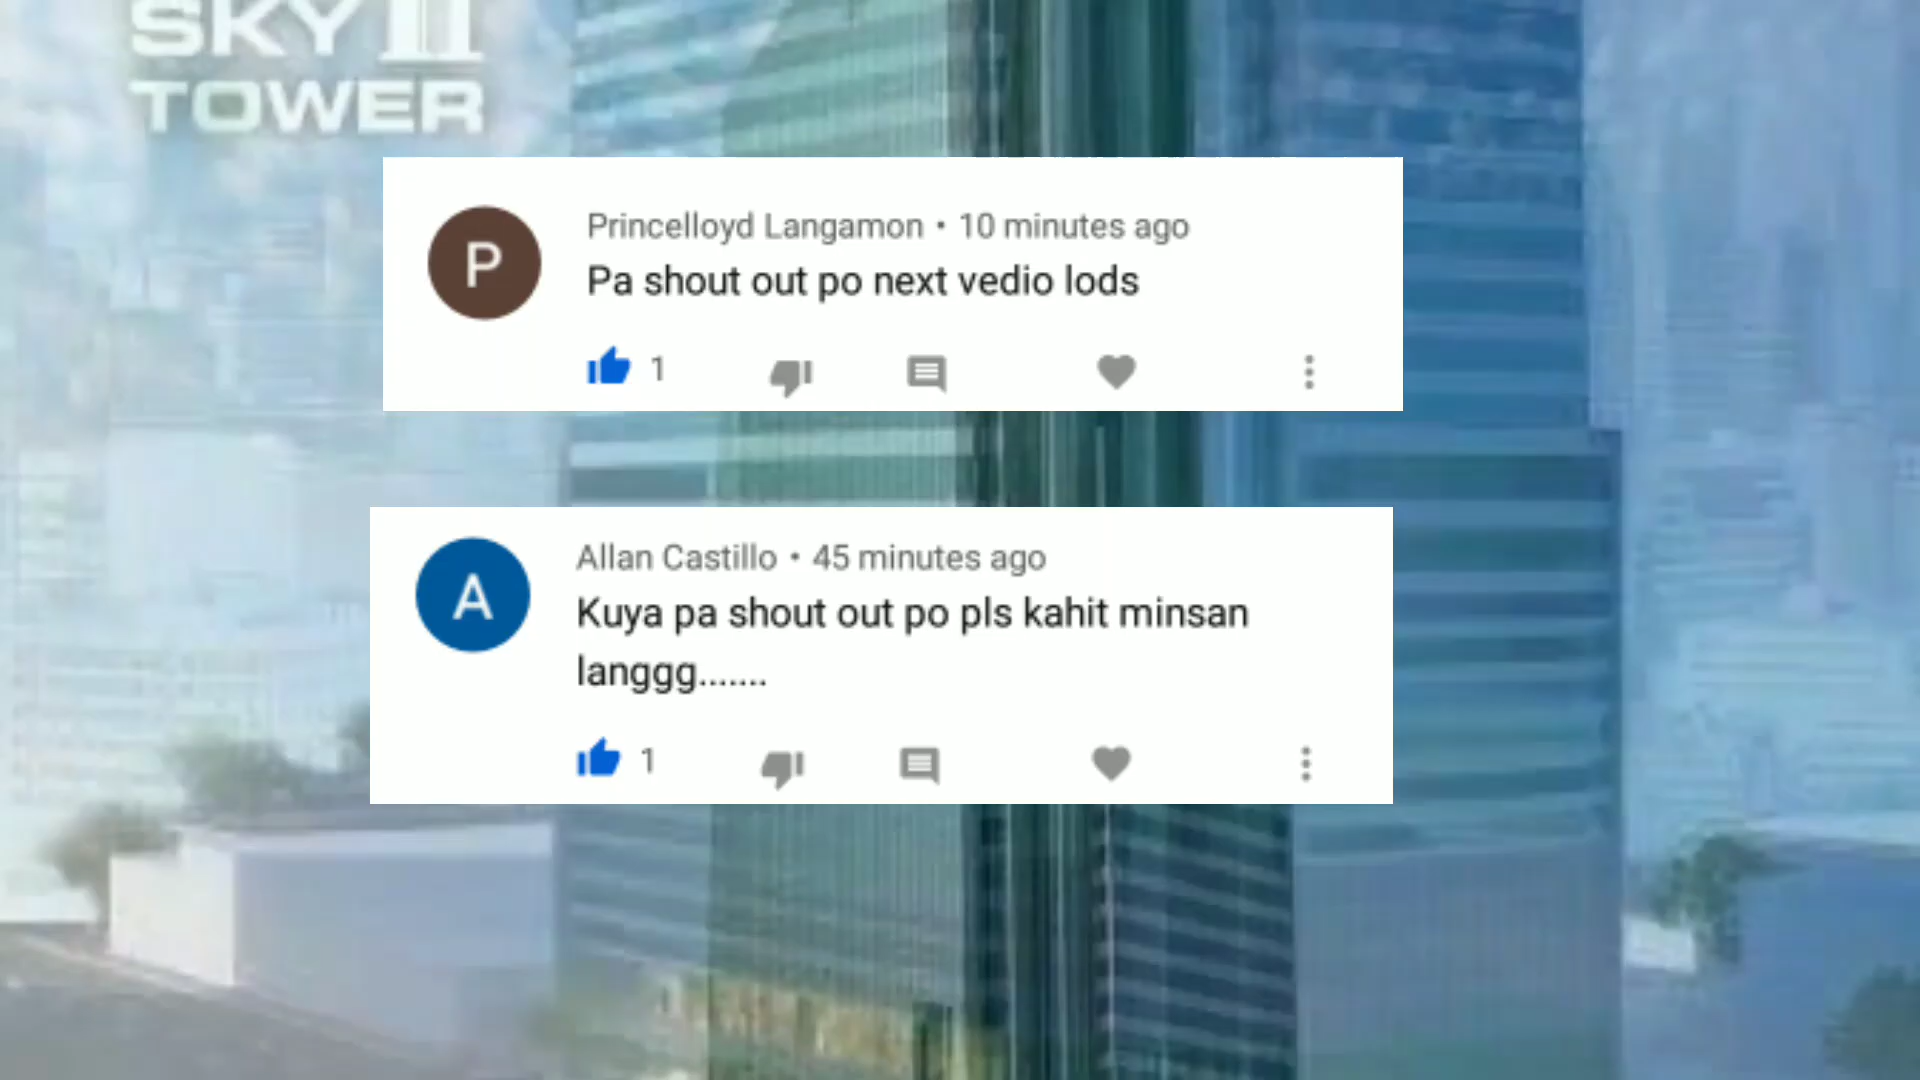 SKY II
TOWER
P
Princelloyd Langamon • 10 minutes ago
Pa shout out po next vedio lods
1
A
Allan Castillo • 45 minutes ago
Kuya pa shout out po pls kahit minsan
langgg.......
1